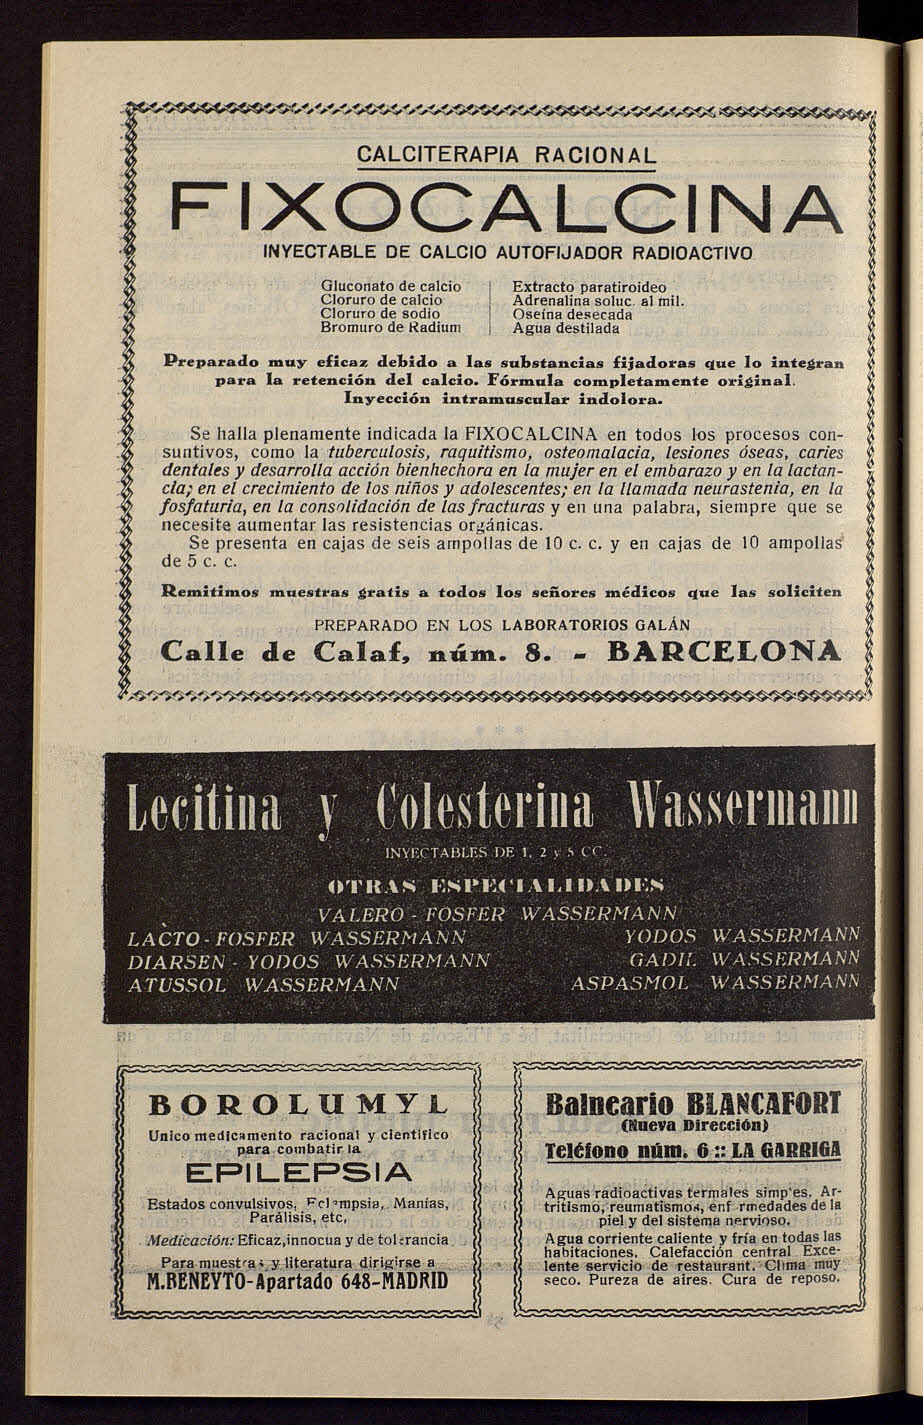 CALCITERAPIA RACIONAL
FIXOCALCINA
INYECTABLE DE CALCIO AUTOFIJADOR RADIOACTIVO
Gluconato de calcio
Cloruro de calcio
Cloruro de sodio
Bromuro de Radium
Extracto paratiroideo
Adrenalina soluc. al mil.
Oseína desecada
Agua destilada
Preparado muy eficaz debido a las substancias fijadoras que lo integran
para la retención del calcio. Fórmula completamente original.
Inyección intramuscular indolora.
Se halla plenamente indicada la FIXOCALCINA en todos los procesos con-
suntivos, como la tuberculosis, raquitismo, osteomalacia, lesiones óseas, caries
dentales y desarrolla acción bienhechora en la mujer en el embarazo y en la lactan-
cia; en el crecimiento de los niños y adolescentes; en la llamada neurastenia, en la
fosfaturia, en la consolidación de las fracturas y en una palabra, siempre que se
necesite aumentar las resistencias orgánicas.
Se presenta en cajas de seis ampollas de 10 c. c. y en cajas de 10 ampollas
de 5 c. c.
Remitimos muestras gratis a todos los señores médicos que las soliciten
PREPARADO EN LOS LABORATORIOS GALÁN
Calle de Calaf, núm. 8. - BARCELONA
Lecitina y Colesterina Wassermann
INYECTABLES DE 1, 2 y 5 CC.
OTRAS ESPECIALIDADES
VALERO - FOSFER WASSERMANN
LACTO - FOSFER WASSERMANN
YODOS WASSERMANN
DIARSEN - YODOS WASSERMANN
GADIL WASSERMANN
ATUSSOL WASSERMANN
ASPASMOL WASSERMANN
BOROLUMYL
Unico medicamento racional y científico
para combatir la
EPILEPSIA
Estados convulsivos, Eclampsia, Manías,
Parálisis, etc,
Medicación: Eficaz, innocua y de tolerancia
Para muestras y literatura dirigirse a
M. BENEYTO-Apartado 648-MADRID
Balneario BLANCAFORT
(Nueva Dirección)
Teléfono núm. 6 :: LA GARRIGA
Aguas radioactivas termales simp'es. Ar-
tritismo, reumatismos, enf rmedades de la
piel y del sistema nervioso.
Agua corriente caliente y fría en todas las
habitaciones. Calefacción central Exce-
lente servicio de restaurant. Clima muy
seco. Pureza de aires. Cura de reposo.